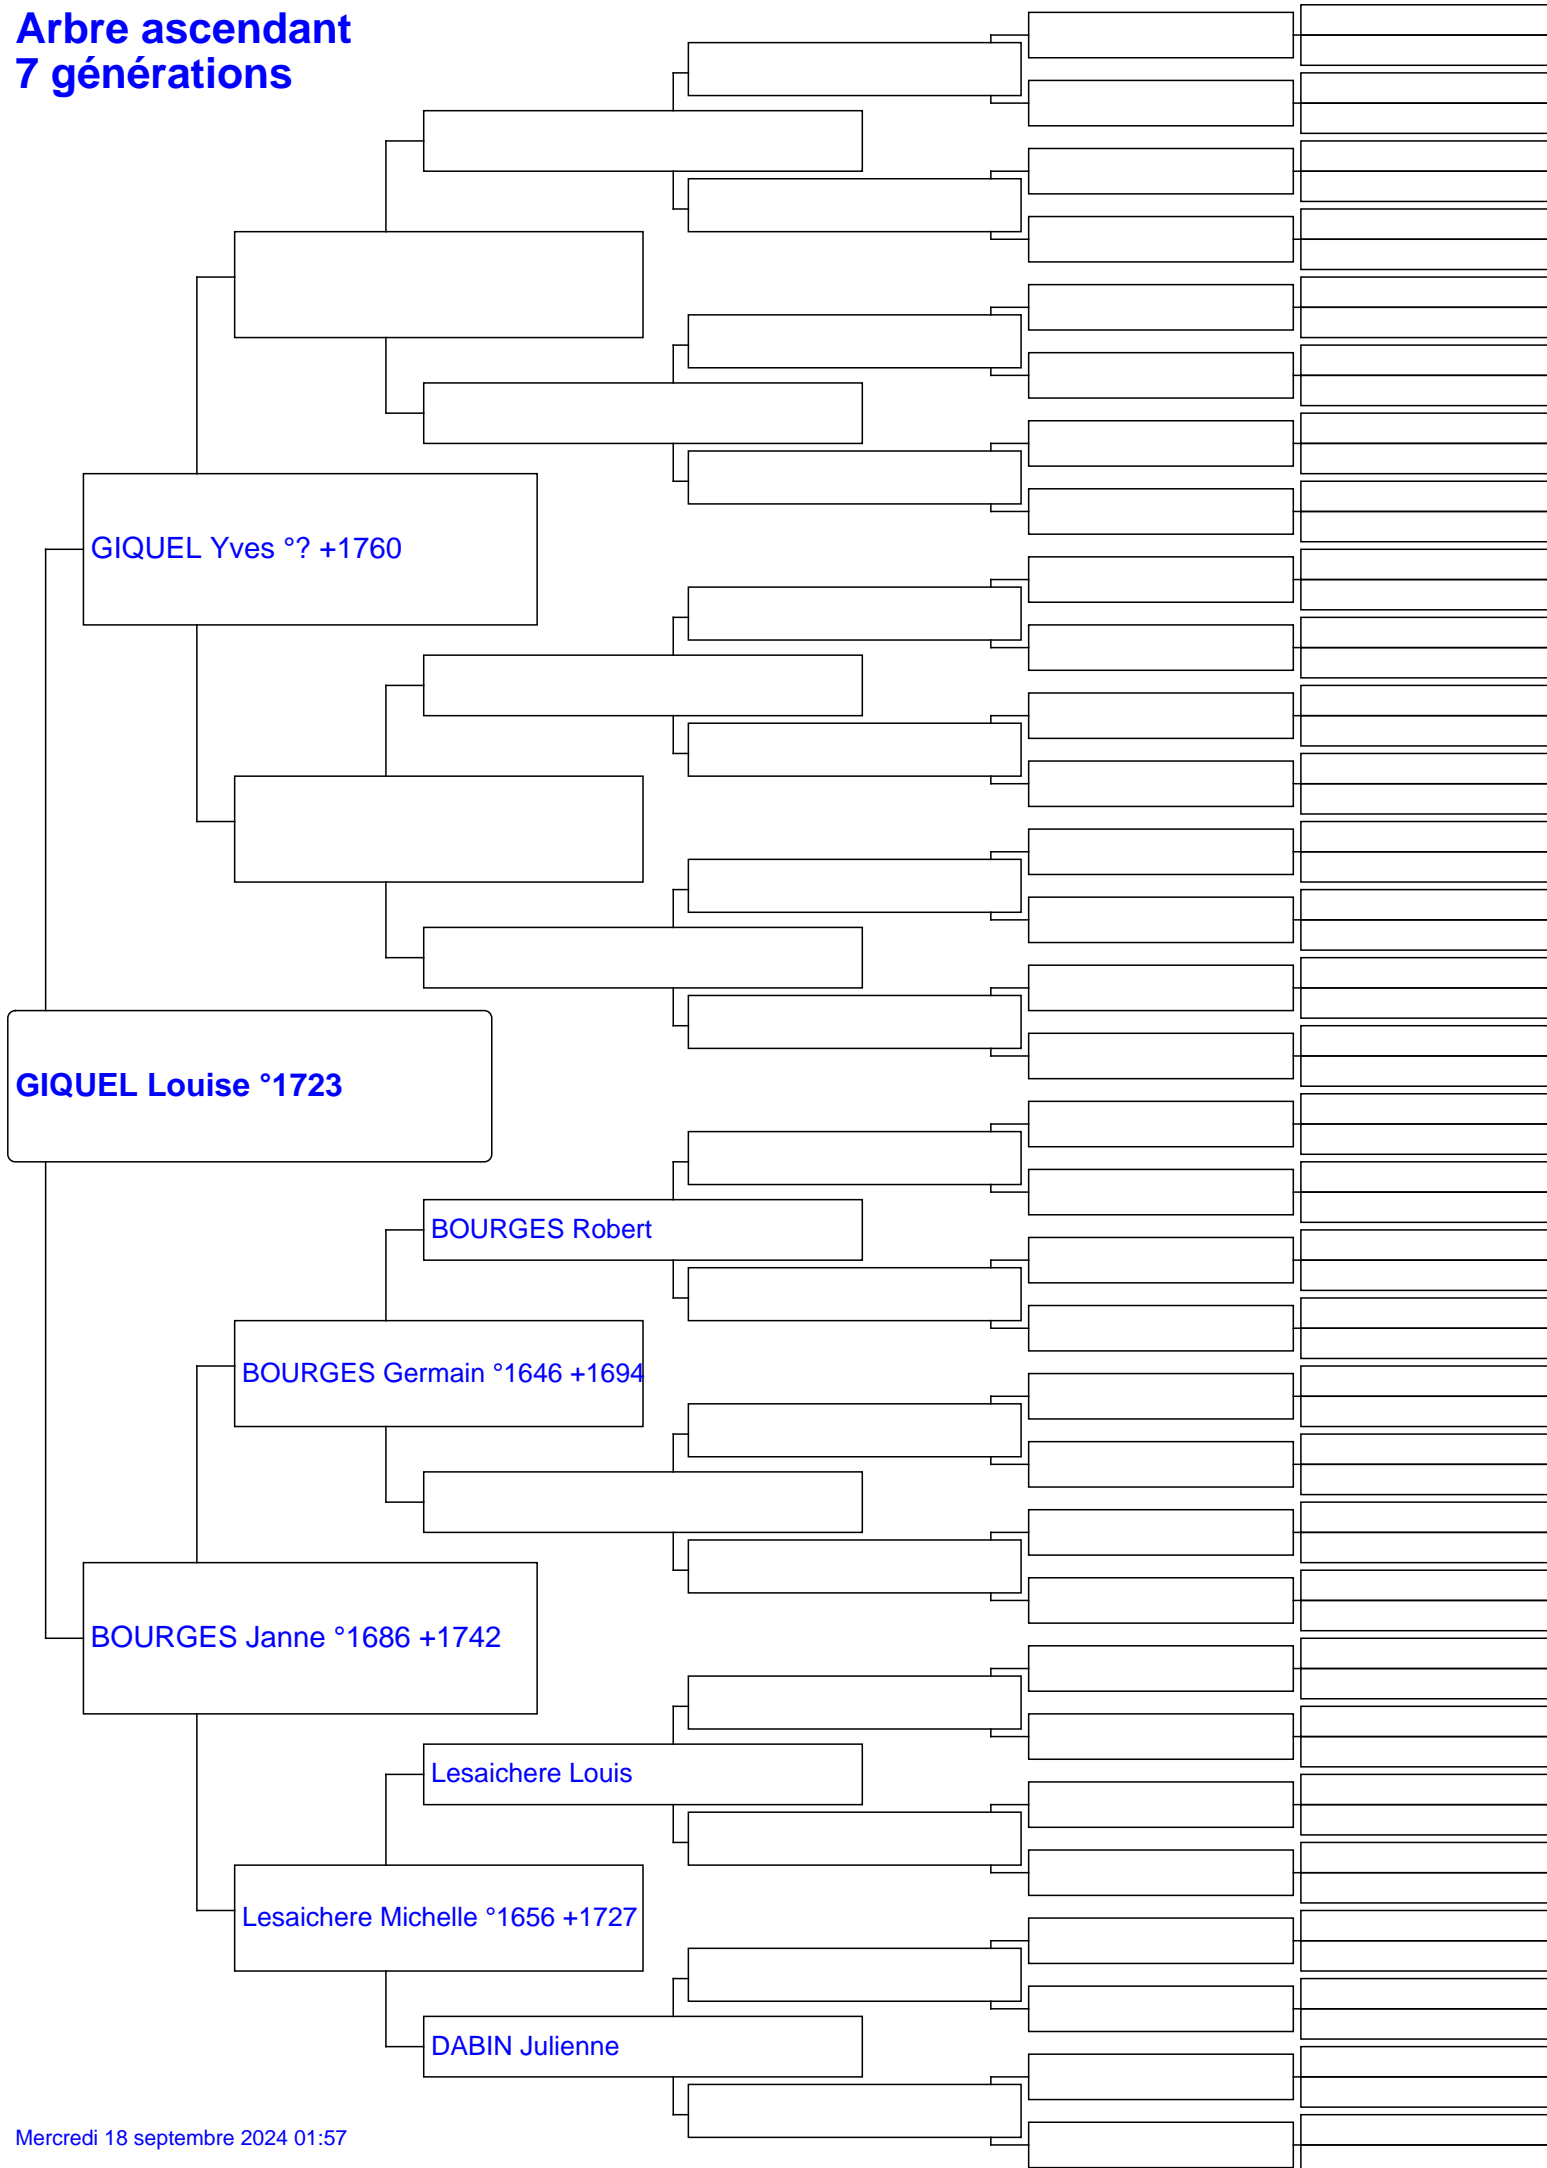 Arbre ascendant
7 générations
GIQUEL Yves °? +1760
GIQUEL Louise °1723
BOURGES Robert
BOURGES Germain °1646 +1694
BOURGES Janne °1686 +1742
Lesaichere Louis
Lesaichere Michelle °1656 +1727
DABIN Julienne
Mercredi 18 septembre 2024 01:57